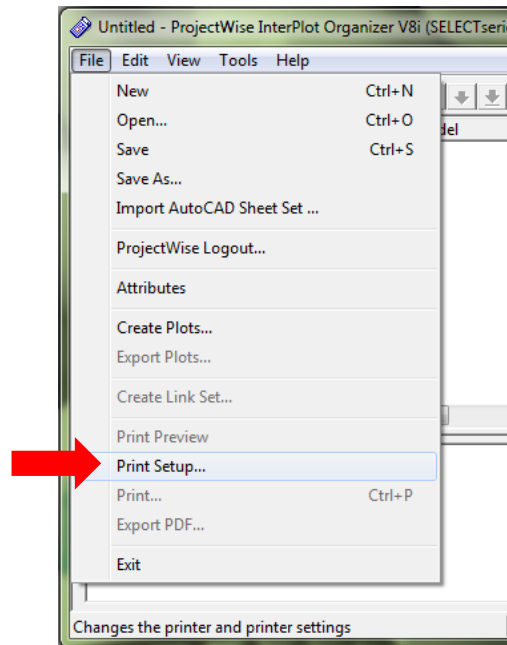 Untitled - ProjectWise InterPlot Organizer V8i (SELECTseri
File Edit View Tools Help
New Ctrl+N
Open... Ctrl+O
Save Ctrl+S
Save As...
Import AutoCAD Sheet Set ...
ProjectWise Logout...
Attributes
Create Plots...
Export Plots...
Create Link Set...
Print Preview
Print Setup...
Print... Ctrl+P
Export PDF...
Exit
Changes the printer and printer settings